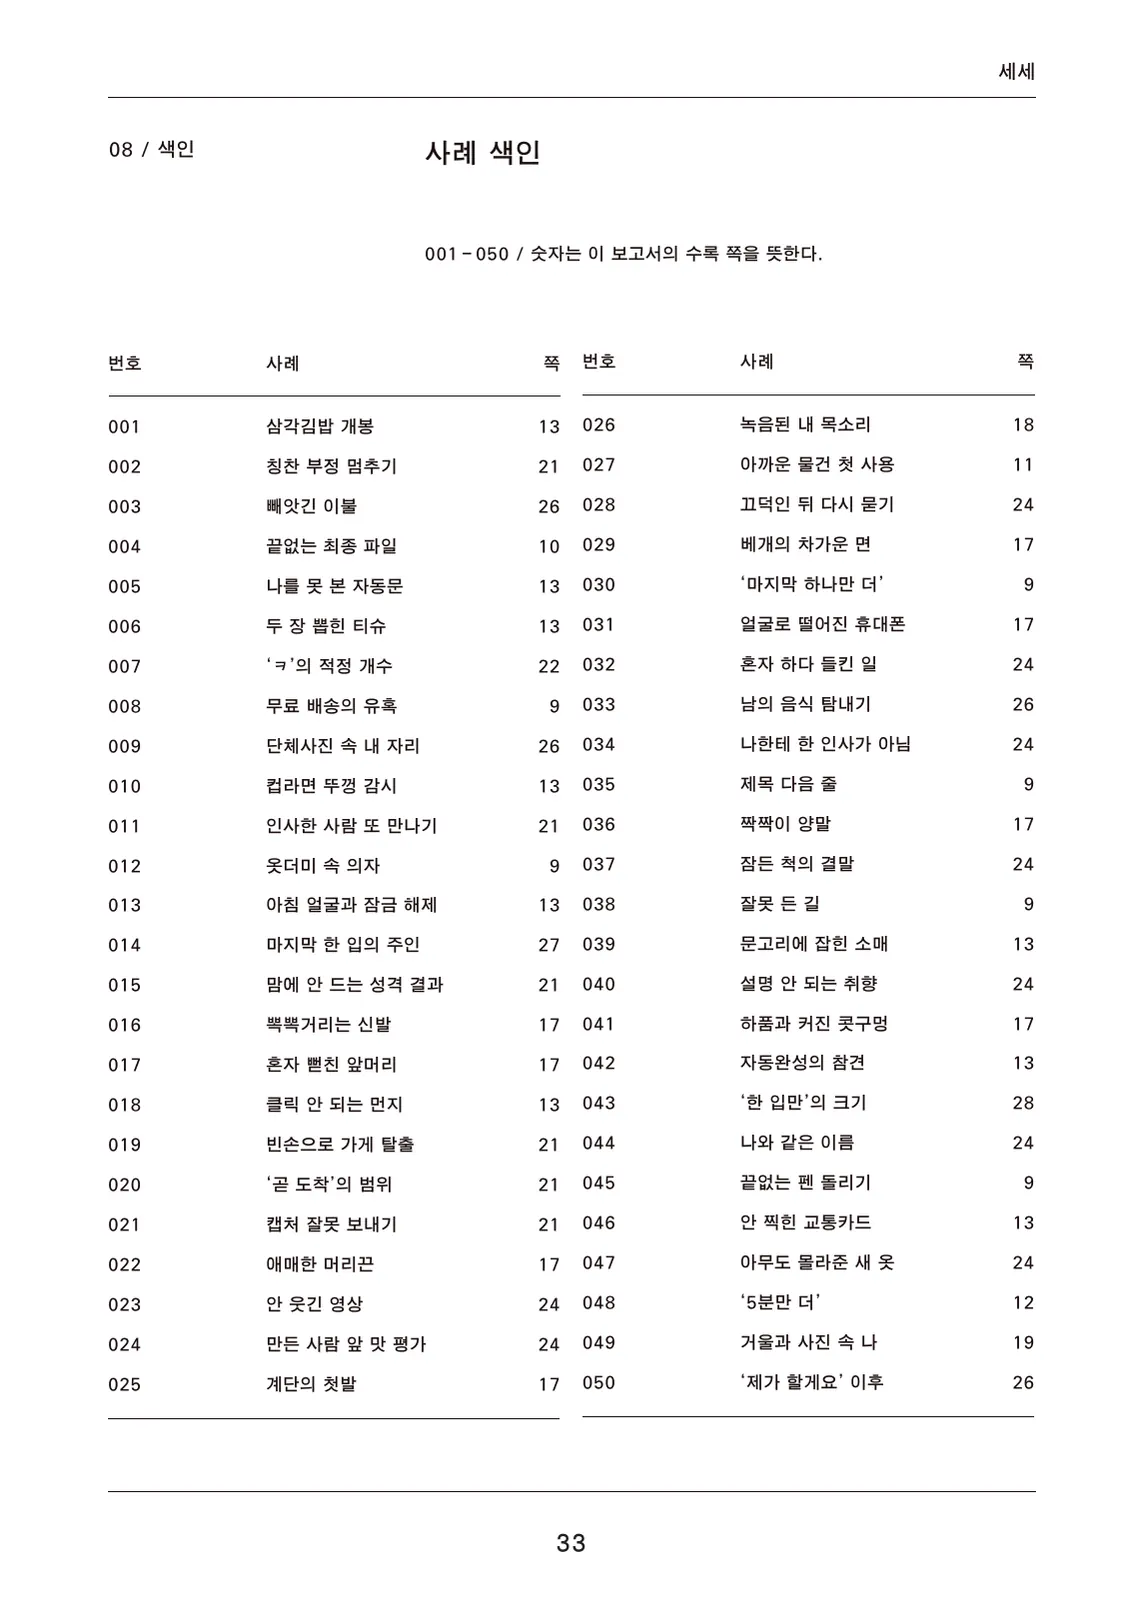 세세
08 / 색인
사례 색인
001 – 050 / 숫자는 이 보고서의 수록 쪽을 뜻한다.
번호 사례 쪽
001 삼각김밥 개봉 13
002 칭찬 부정 멈추기 21
003 빼앗긴 이불 26
004 끝없는 최종 파일 10
005 나를 못 본 자동문 13
006 두 장 뽑힌 티슈 13
007 ‘ㅋ’의 적정 개수 22
008 무료 배송의 유혹 9
009 단체사진 속 내 자리 26
010 컵라면 뚜껑 감시 13
011 인사한 사람 또 만나기 21
012 옷더미 속 의자 9
013 아침 얼굴과 잠금 해제 13
014 마지막 한 입의 주인 27
015 맘에 안 드는 성격 결과 21
016 뽁뽁거리는 신발 17
017 혼자 뻗친 앞머리 17
018 클릭 안 되는 먼지 13
019 빈손으로 가게 탈출 21
020 ‘곧 도착’의 범위 21
021 캡처 잘못 보내기 21
022 애매한 머리끈 17
023 안 웃긴 영상 24
024 만든 사람 앞 맛 평가 24
025 계단의 첫발 17
번호 사례 쪽
026 녹음된 내 목소리 18
027 아까운 물건 첫 사용 11
028 끄덕인 뒤 다시 묻기 24
029 베개의 차가운 면 17
030 ‘마지막 하나만 더’ 9
031 얼굴로 떨어진 휴대폰 17
032 혼자 하다 들킨 일 24
033 남의 음식 탐내기 26
034 나한테 한 인사가 아님 24
035 제목 다음 줄 9
036 짝짝이 양말 17
037 잠든 척의 결말 24
038 잘못 든 길 9
039 문고리에 잡힌 소매 13
040 설명 안 되는 취향 24
041 하품과 커진 콧구멍 17
042 자동완성의 참견 13
043 ‘한 입만’의 크기 28
044 나와 같은 이름 24
045 끝없는 펜 돌리기 9
046 안 찍힌 교통카드 13
047 아무도 몰라준 새 옷 24
048 ‘5분만 더’ 12
049 거울과 사진 속 나 19
050 ‘제가 할게요’ 이후 26
33